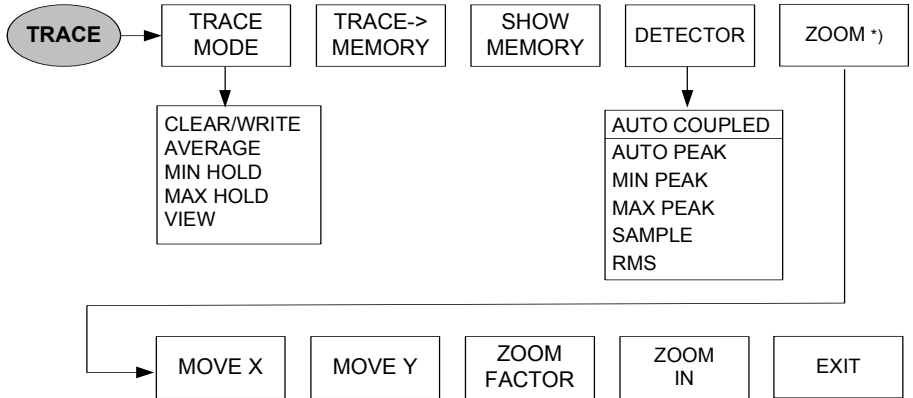 TRACE
TRACE
MODE
TRACE->
MEMORY
SHOW
MEMORY
DETECTOR
ZOOM *)
CLEAR/WRITE
AVERAGE
MIN HOLD
MAX HOLD
VIEW
AUTO COUPLED
AUTO PEAK
MIN PEAK
MAX PEAK
SAMPLE
RMS
MOVE X
MOVE Y
ZOOM
FACTOR
ZOOM
IN
EXIT